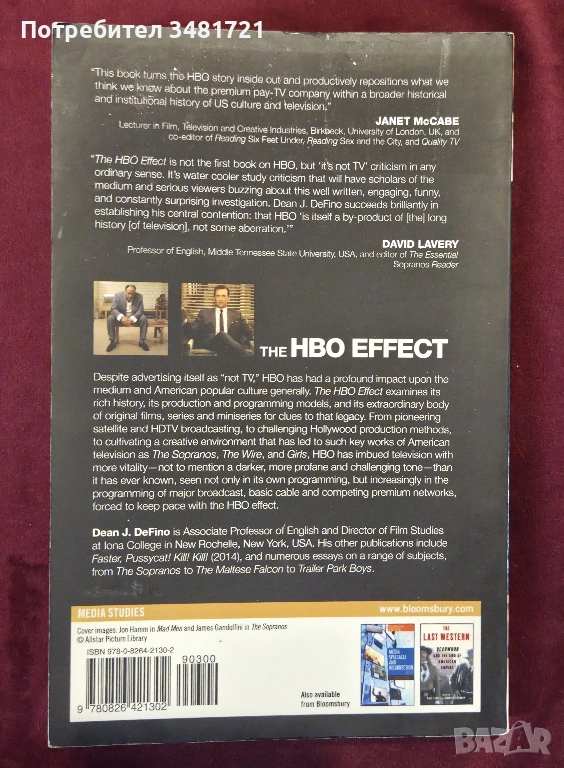 Потребител 3481721
“This book turns the HBO story inside out and productively repositions what we
think we know about the premium pay-TV company within a broader historical
and institutional history of US culture and television.”
JANET McCABE
Lecturer in Film, Television and Creative Industries, Birkbeck, University of London, UK, and
co-editor of Reading Six Feet Under, Reading Sex and the City, and Quality TV
“The HBO Effect is not the first book on HBO, but ‘it’s not TV’ criticism in any
ordinary sense. It’s water cooler study criticism that will have scholars of the
medium and serious viewers buzzing about this well written, engaging, funny,
and constantly surprising investigation. Dean J. DeFino succeeds brilliantly in
establishing his central contention: that HBO ‘is itself a by-product of [the] long
history [of television], not some aberration.’”
DAVID LAVERY
Professor of English, Middle Tennessee State University, USA, and editor of The Essential
Sopranos Reader
THE HBO EFFECT
Despite advertising itself as “not TV,” HBO has had a profound impact upon the
medium and American popular culture generally. The HBO Effect examines its
rich history, its production and programming models, and its extraordinary body
of original films, series and miniseries for clues to that legacy. From pioneering
satellite and HDTV broadcasting, to challenging Hollywood production methods,
to cultivating a creative environment that has led to such key works of American
television as The Sopranos, The Wire, and Girls, HBO has imbued television with
more vitality—not to mention a darker, more profane and challenging tone—than
it has ever known, seen not only in its own programming, but increasingly in the
programming of major broadcast, basic cable and competing premium networks,
forced to keep pace with the HBO effect.
Dean J. DeFino is Associate Professor of English and Director of Film Studies
at Iona College in New Rochelle, New York, USA. His other publications include
Faster, Pussycat! Kill! Kill! (2014), and numerous essays on a range of subjects,
from The Sopranos to The Maltese Falcon to Trailer Park Boys.
MEDIA STUDIES
www.bloomsbury.com
Cover images: Jon Hamm in Mad Men and James Gandolfini in The Sopranos
© Allstar Picture Library
ISBN 978-0-8264-2130-2
90300
9 780826 421302
Also available
from Bloomsbury
MEDIA
SPECTACLE
AND
INSURRECTION
THE
LAST WESTERN
DEADWOOD
AND THE END OF
AMERICAN
EMPIRE
BAZAR